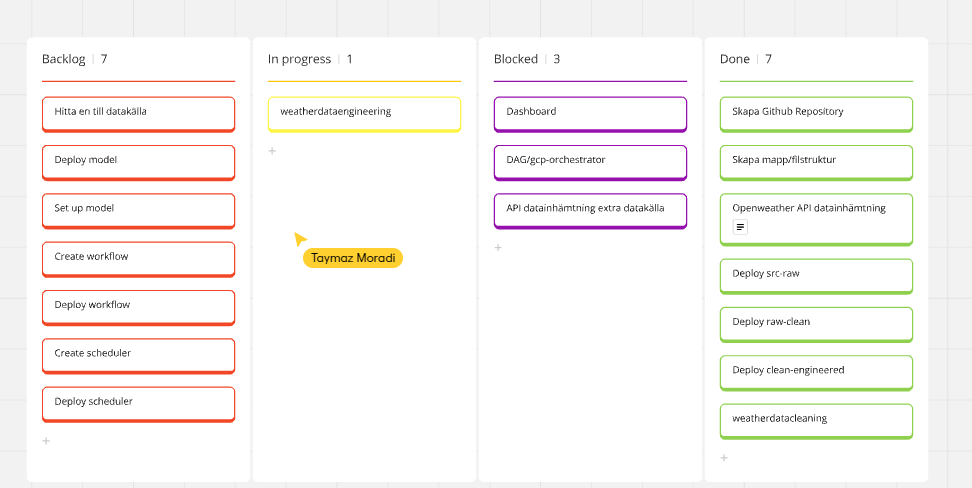 Backlog | 7
Hitta en till datakälla
Deploy model
Set up model
Create workflow
Deploy workflow
Create scheduler
Deploy scheduler
+
In progress | 1
weatherdataengineering
+
Taymaz Moradi
Blocked | 3
Dashboard
DAG/gcp-orchestrator
API datainhämtning extra datakälla
+
Done | 7
Skapa Github Repository
Skapa mapp/filstruktur
Openweather API datainhämtning
Deploy src-raw
Deploy raw-clean
Deploy clean-engineered
weatherdatacleaning
+